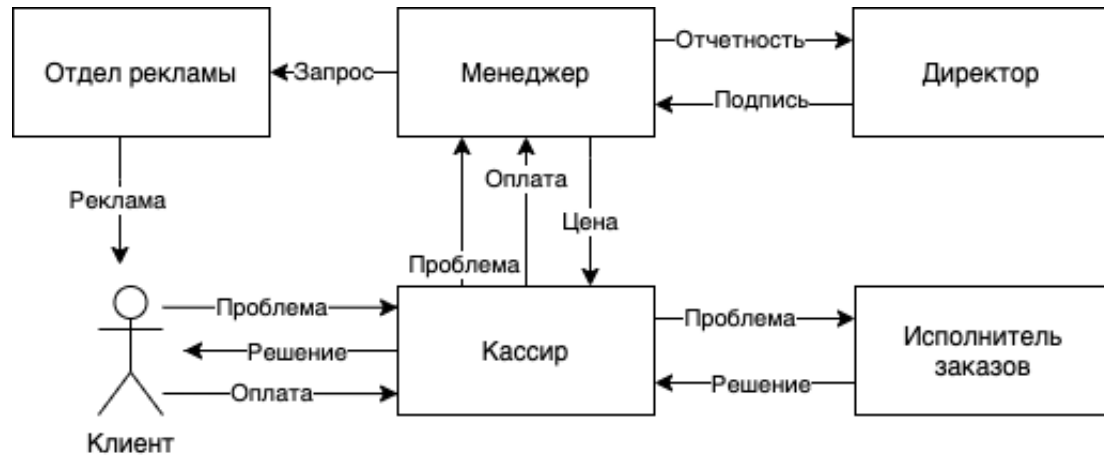 Отдел рекламы
Запрос
Менеджер
Отчетность
Подпись
Директор
Реклама
Проблема
Оплата
Цена
Проблема
Решение
Оплата
Клиент
Кассир
Проблема
Решение
Исполнитель
заказов